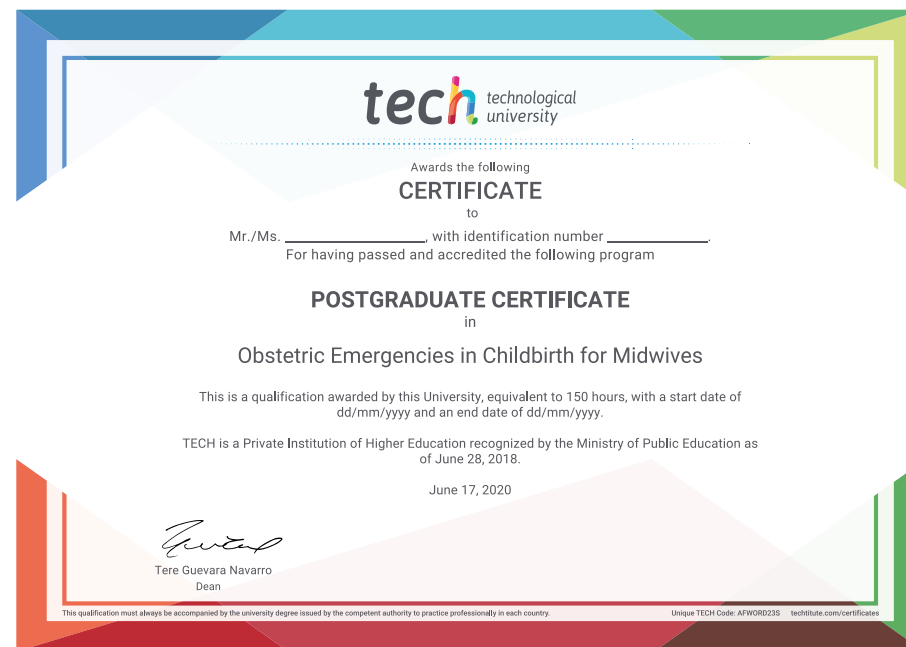 tech technological
university
Awards the following
CERTIFICATE
to
Mr./Ms. ____________________, with identification number ______________.
For having passed and accredited the following program
POSTGRADUATE CERTIFICATE
in
Obstetric Emergencies in Childbirth for Midwives
This is a qualification awarded by this University, equivalent to 150 hours, with a start date of
dd/mm/yyyy and an end date of dd/mm/yyyy.
TECH is a Private Institution of Higher Education recognized by the Ministry of Public Education as
of June 28, 2018.
June 17, 2020
Tere Guevara Navarro
Dean
This qualification must always be accompanied by the university degree issued by the competent authority to practice professionally in each country.
Unique TECH Code: AFWORD23S techtitute.com/certificates